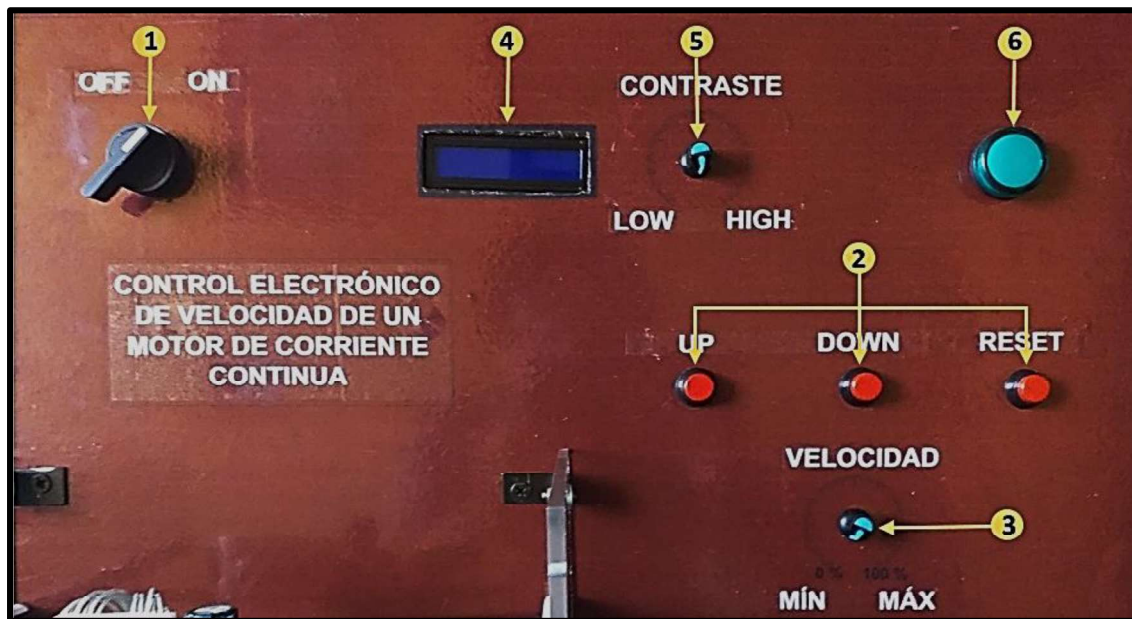 1
4
5
6
OFF ON
CONTRASTE
LOW HIGH
CONTROL ELECTRÓNICO
DE VELOCIDAD DE UN
MOTOR DE CORRIENTE
CONTINUA
2
UP DOWN RESET
VELOCIDAD
3
0 % 100 %
MÍN MÁX